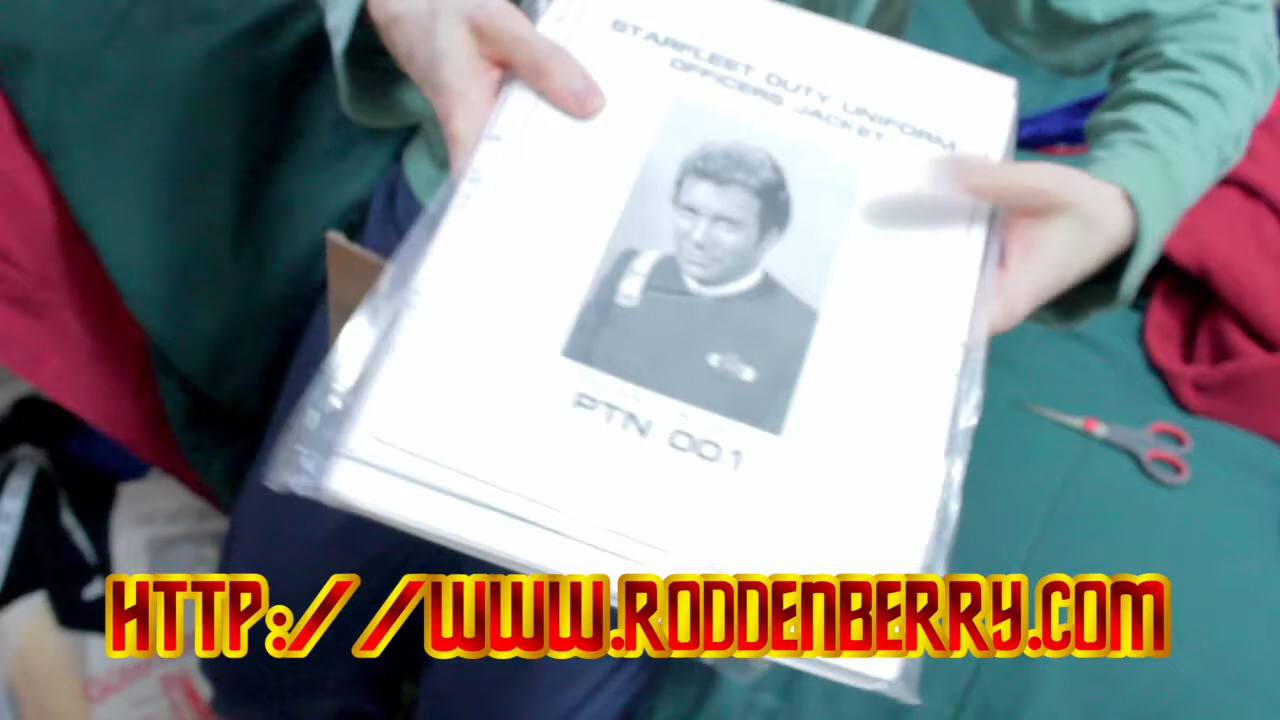 STARFLEET DUTY UNIFORM
OFFICERS JACKET
PTN 001
HTTP://WWW.RODDENBERRY.COM